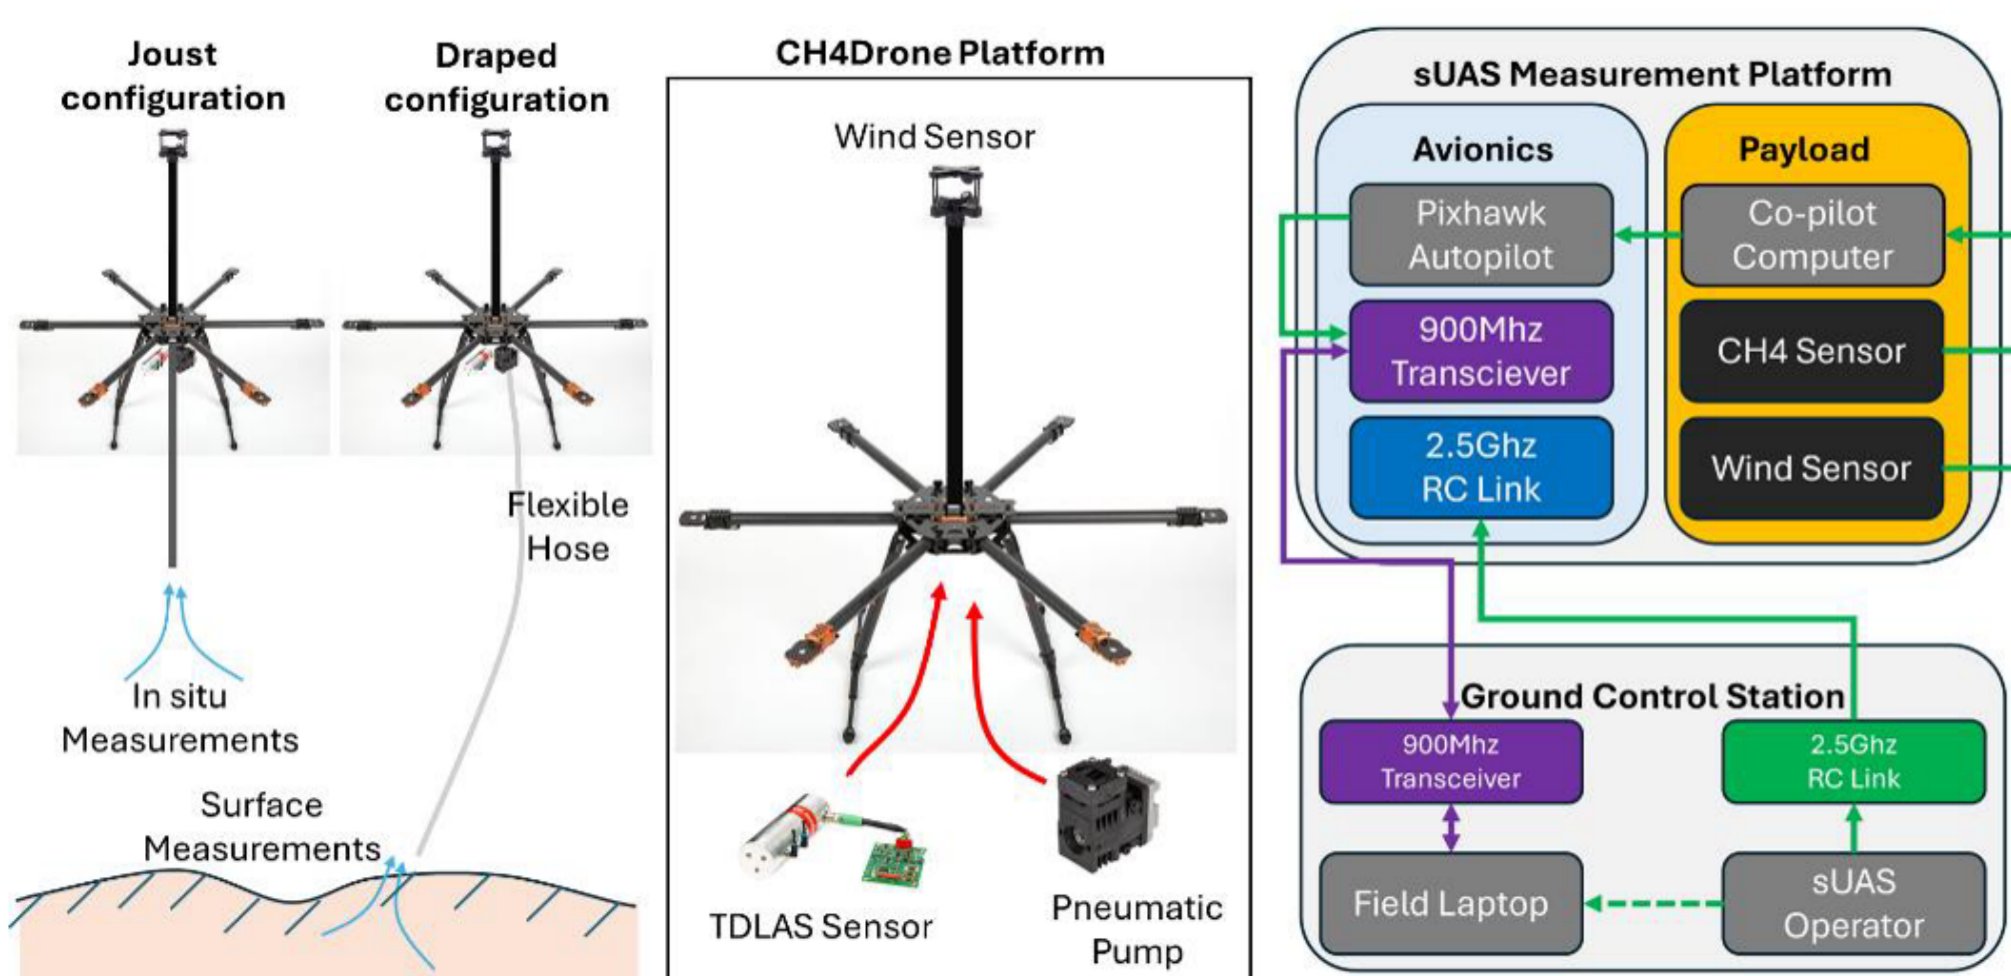 Joust
configuration
Draped
configuration
Flexible
Hose
In situ
Measurements
Surface
Measurements
CH4Drone Platform
Wind Sensor
TDLAS Sensor
Pneumatic
Pump
sUAS Measurement Platform
Avionics
Payload
Pixhawk
Autopilot
Co-pilot
Computer
900Mhz
Transciever
CH4 Sensor
2.5Ghz
RC Link
Wind Sensor
Ground Control Station
900Mhz
Transceiver
2.5Ghz
RC Link
Field Laptop
sUAS
Operator